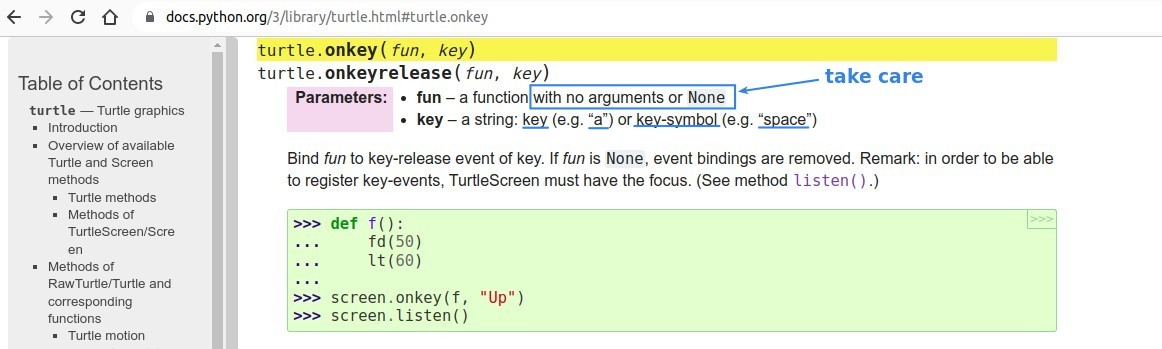 docs.python.org/3/library/turtle.html#turtle.onkey
Table of Contents
turtle — Turtle graphics
Introduction
Overview of available
Turtle and Screen
methods
Turtle methods
Methods of
TurtleScreen/Scre
en
Methods of
RawTurtle/Turtle and
corresponding
functions
Turtle motion
turtle.onkey(fun, key)
turtle.onkeyrelease(fun, key)
take care
Parameters: • fun – a function with no arguments or None
• key – a string: key (e.g. “a”) or key-symbol (e.g. “space”)
Bind fun to key-release event of key. If fun is None, event bindings are removed. Remark: in order to be able
to register key-events, TurtleScreen must have the focus. (See method listen().)
>>>
>>> def f():
... fd(50)
... lt(60)
...
>>> screen.onkey(f, "Up")
>>> screen.listen()